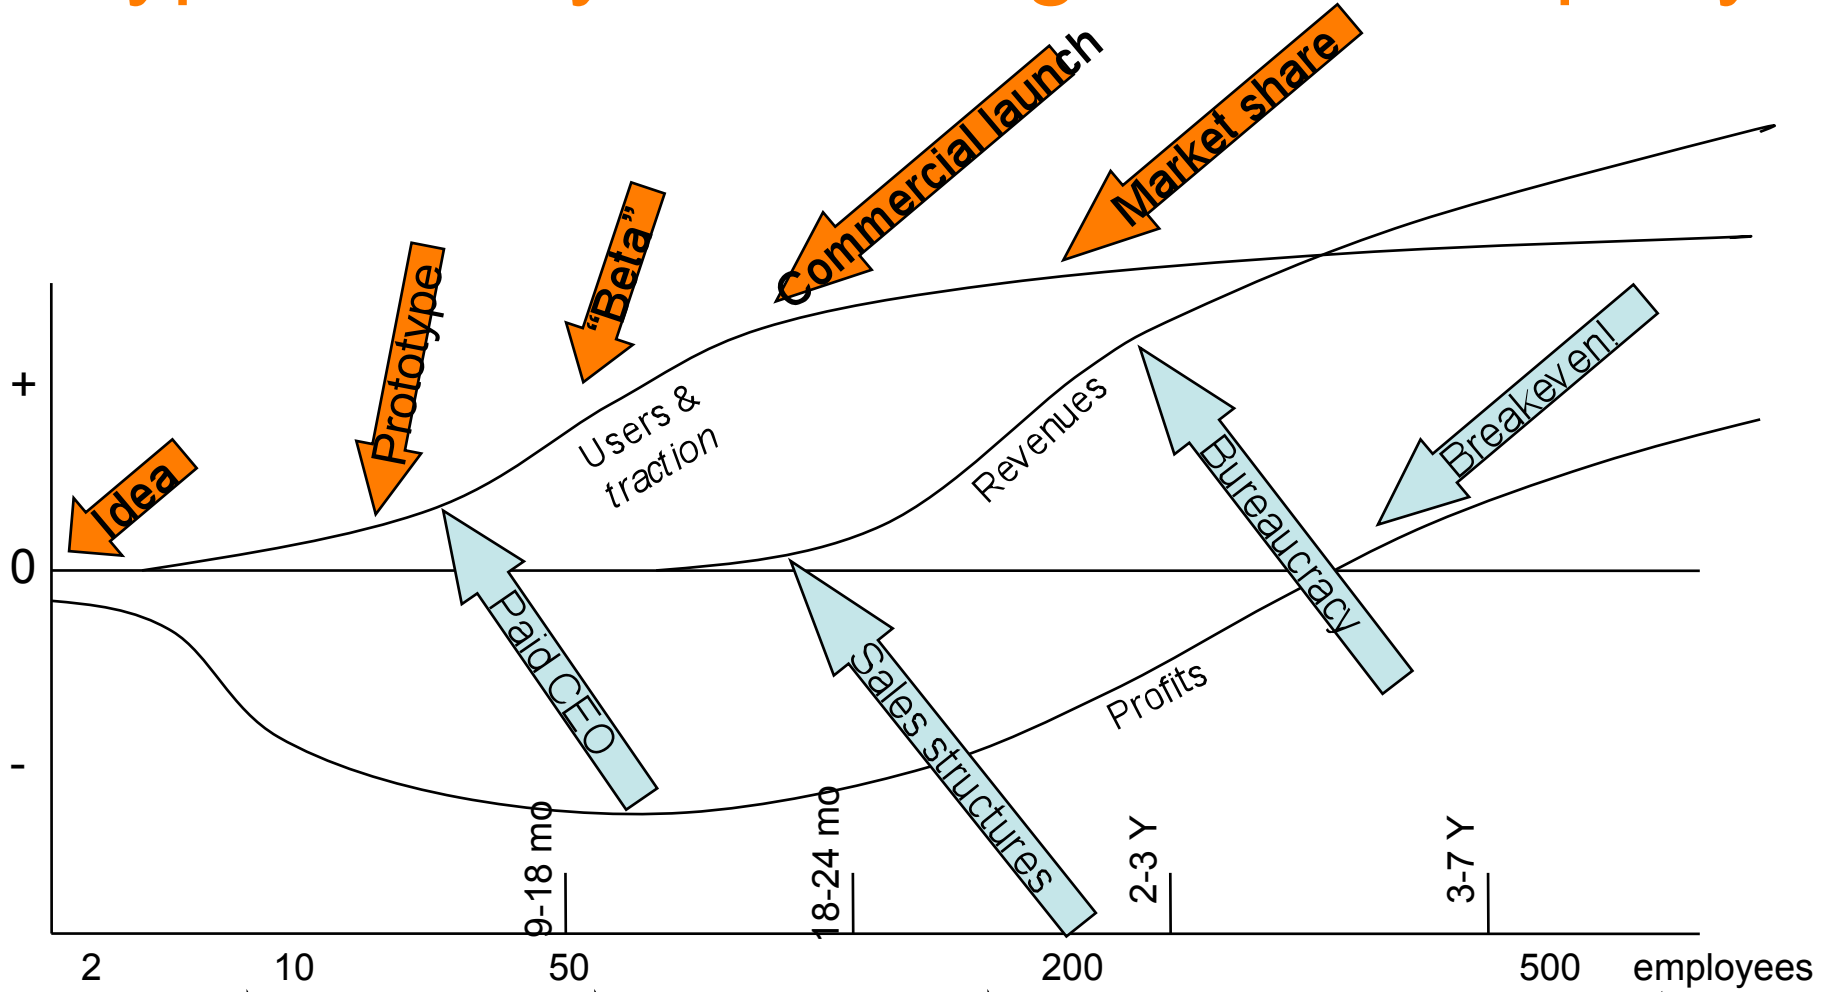 Commercial launch
Market share
"Beta"
Prototype
Idea
+
0
-
Users &
traction
Revenues
Breakeven!
Bureaucracy
Paid CEO
Sales structures
Profits
9-18 mo
18-24 mo
2-3 Y
3-7 Y
2 10 50 200 500 employees